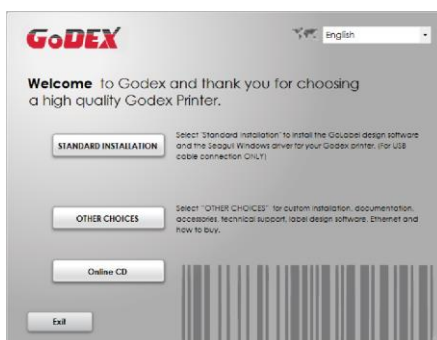 GoDEX
English
Welcome to Godex and thank you for choosing
a high quality Godex Printer.
STANDARD INSTALLATION
Select "Standard Installation" to install the GoLabel design software
and the Seagull Windows driver for your Godex printer. (For USB
cable connection ONLY)
OTHER CHOICES
Select "OTHER CHOICES" for custom installation, documentation,
accessories, technical support, label design software, Ethernet and
how to buy.
Online CD
Exit